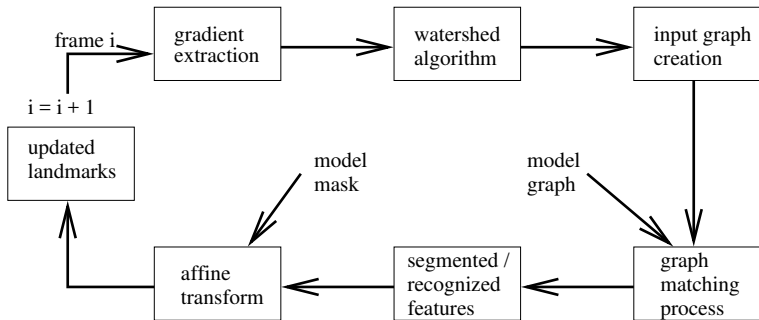 frame i
gradient
extraction
watershed
algorithm
input graph
creation
i = i + 1
updated
landmarks
model
mask
model
graph
affine
transform
segmented /
recognized
features
graph
matching
process